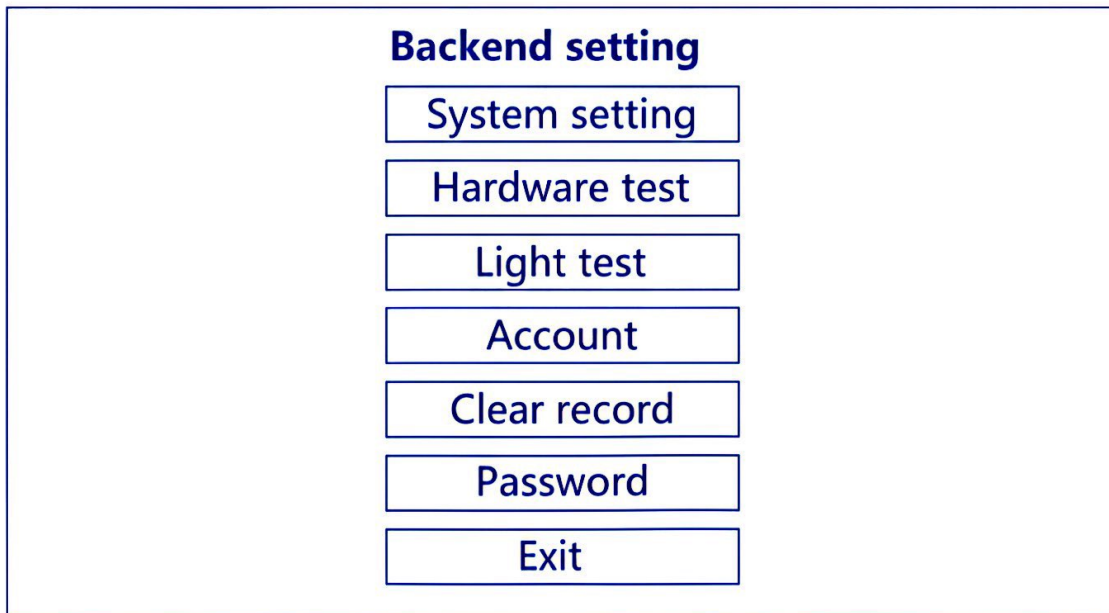 Backend setting
System setting
Hardware test
Light test
Account
Clear record
Password
Exit